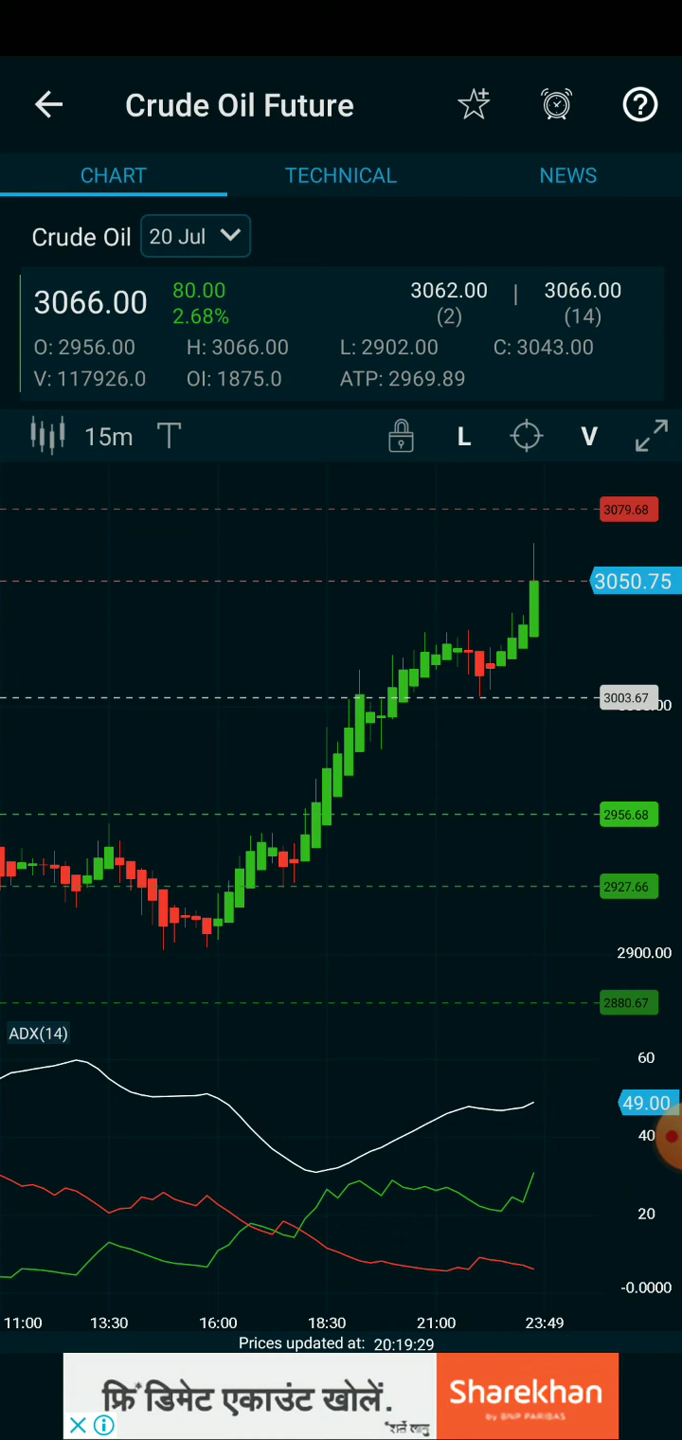 Crude Oil Future
CHART TECHNICAL NEWS
Crude Oil 20 Jul
3066.00 80.00 2.68% 3062.00 (2) | 3066.00 (14)
O: 2956.00 H: 3066.00 L: 2902.00 C: 3043.00
V: 117926.0 OI: 1875.0 ATP: 2969.89
15m T L V
3079.68
3050.75
3003.67
2956.68
2927.66
2900.00
2880.67
ADX(14)
60
49.00
40
20
-0.0000
11:00 13:30 16:00 18:30 21:00 23:49
Prices updated at: 20:19:29
फ्रि* डिमेट एकाउंट खोलें.
*शर्तें लागु
Sharekhan
by BNP PARIBAS